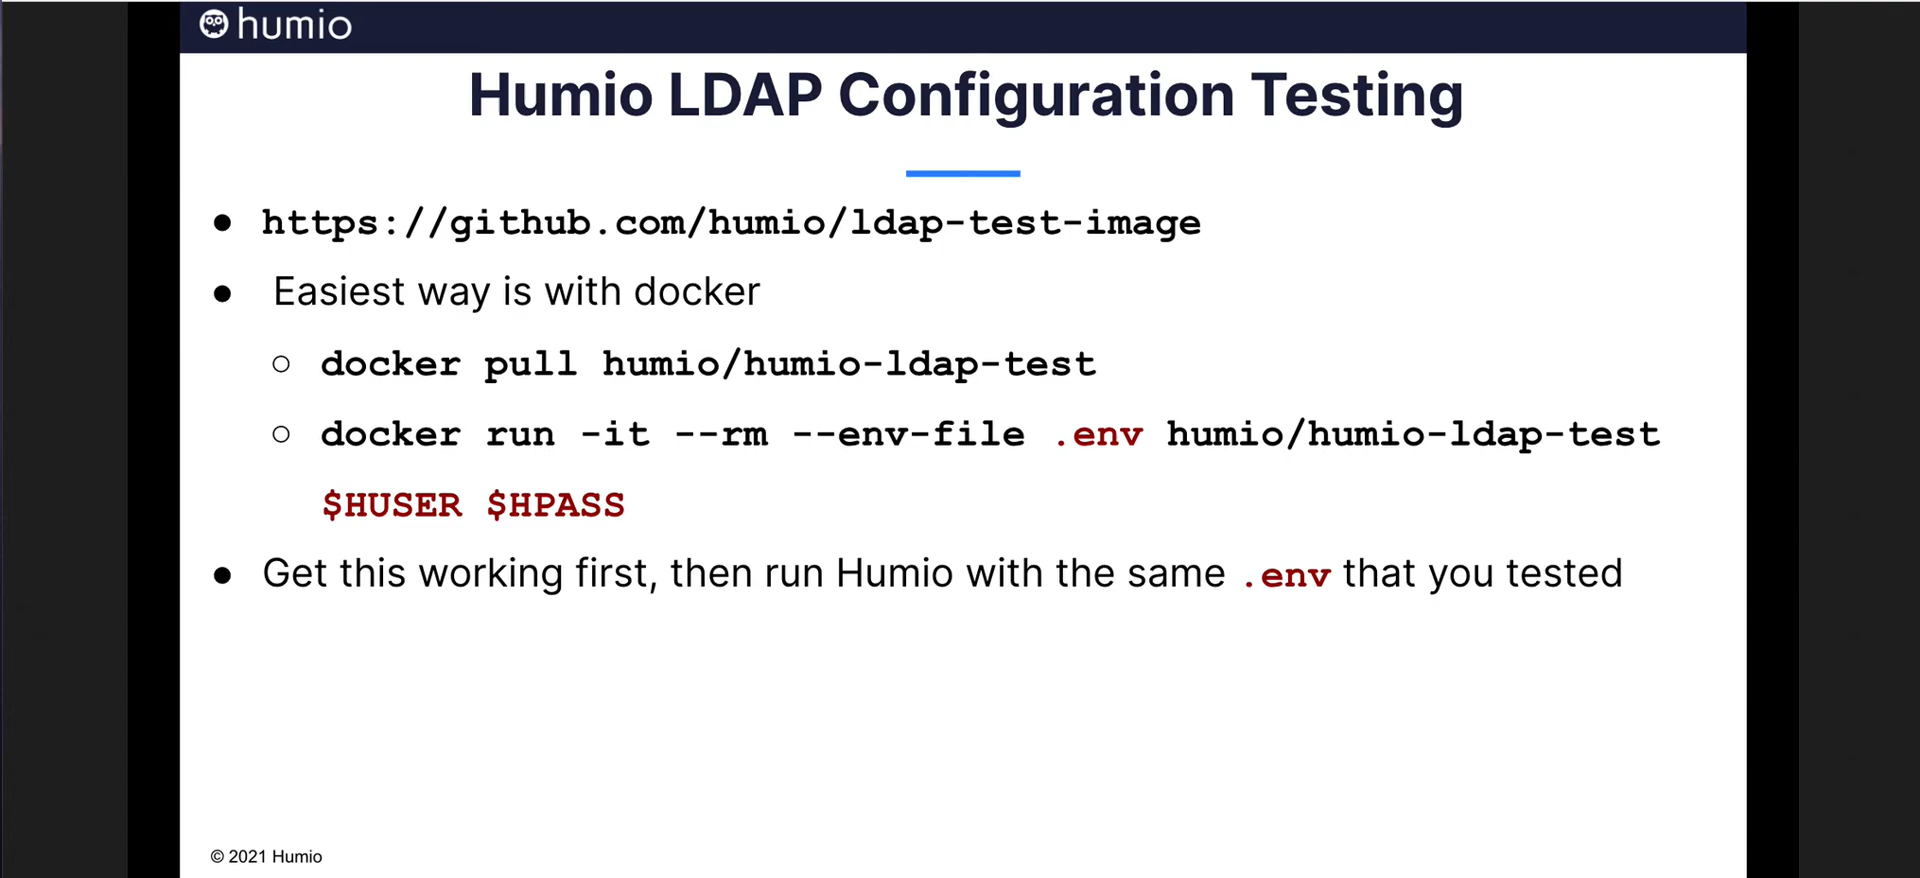 humio
Humio LDAP Configuration Testing
● https://github.com/humio/ldap-test-image
● Easiest way is with docker
○ docker pull humio/humio-ldap-test
○ docker run -it --rm --env-file .env humio/humio-ldap-test
$HUSER $HPASS
● Get this working first, then run Humio with the same .env that you tested
© 2021 Humio